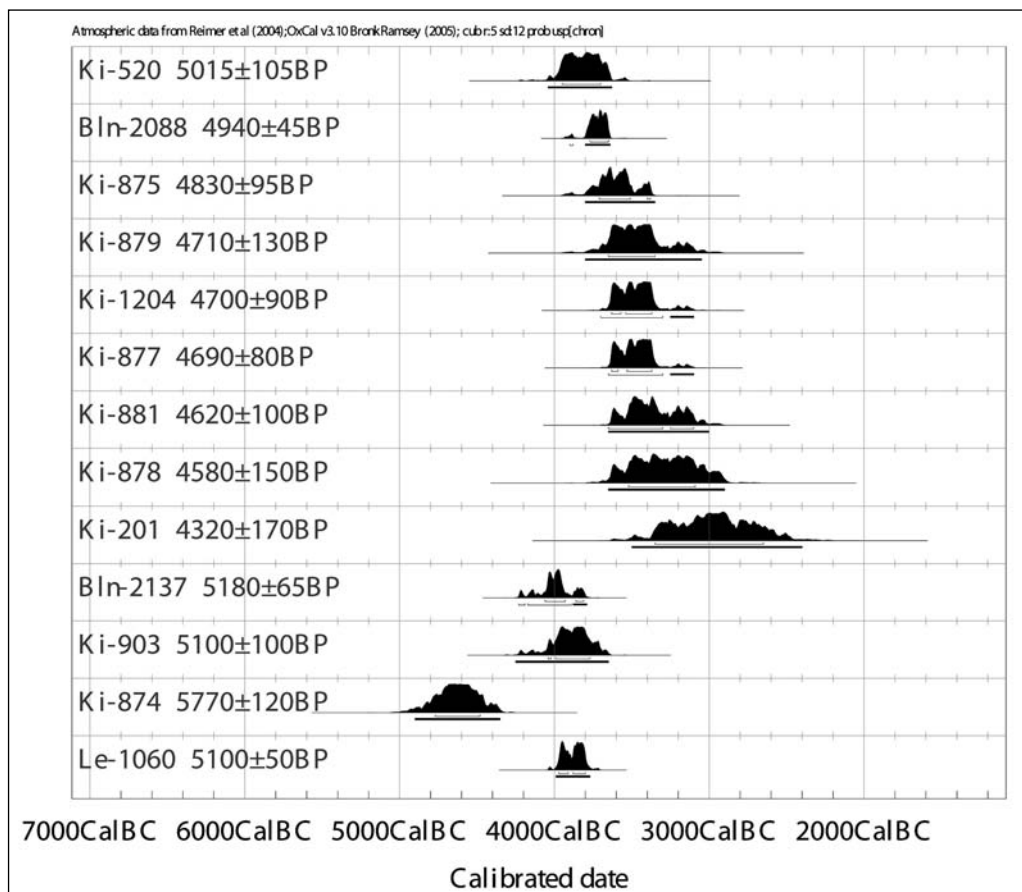 Atmospheric data from Reimer et al (2004);OxCal v3.10 Bronk Ramsey (2005); cub r:5 sd:12 prob usp[chron]
Ki-520 5015±105BP
Bln-2088 4940±45BP
Ki-875 4830±95BP
Ki-879 4710±130BP
Ki-1204 4700±90BP
Ki-877 4690±80BP
Ki-881 4620±100BP
Ki-878 4580±150BP
Ki-201 4320±170BP
Bln-2137 5180±65BP
Ki-903 5100±100BP
Ki-874 5770±120BP
Le-1060 5100±50BP
7000CalBC 6000CalBC 5000CalBC 4000CalBC 3000CalBC 2000CalBC
Calibrated date